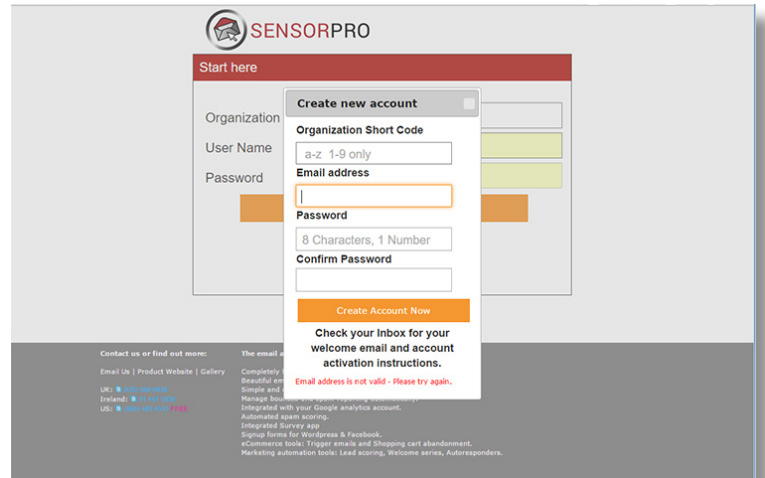 SENSORPRO
Start here
Organization
User Name
Password
Create new account
Organization Short Code
a-z 1-9 only
Email address
Password
8 Characters, 1 Number
Confirm Password
Create Account Now
Check your Inbox for your
welcome email and account
activation instructions.
Email address is not valid - Please try again.
Contact us or find out more:
Email Us | Product Website | Gallery
UK:
Ireland:
US: FREE
The email
Completely
Beautiful
Simple and
Manage
Integrated with your Google analytics account.
Automated spam scoring.
Integrated Survey app
Signup forms for Wordpress & Facebook.
eCommerce tools: Trigger emails and Shopping cart abandonment.
Marketing automation tools: Lead scoring, Welcome series, Autoresponders.